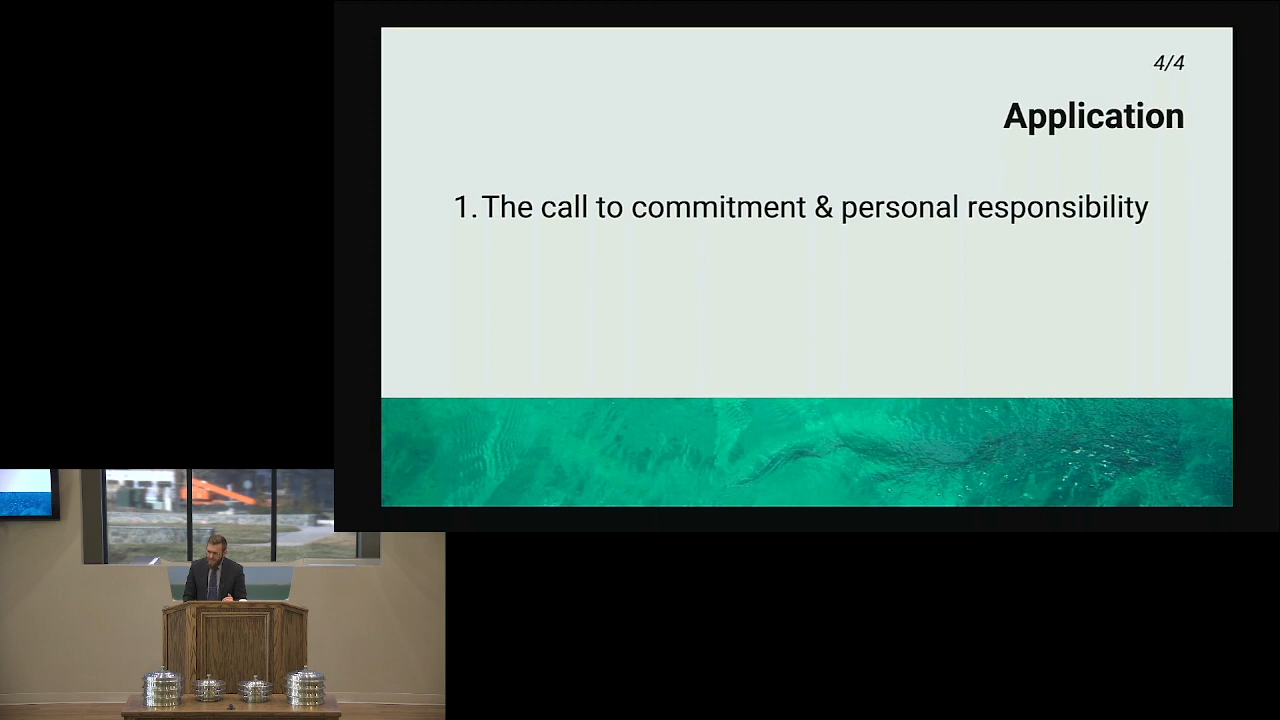 4/4
Application
1. The call to commitment & personal responsibility